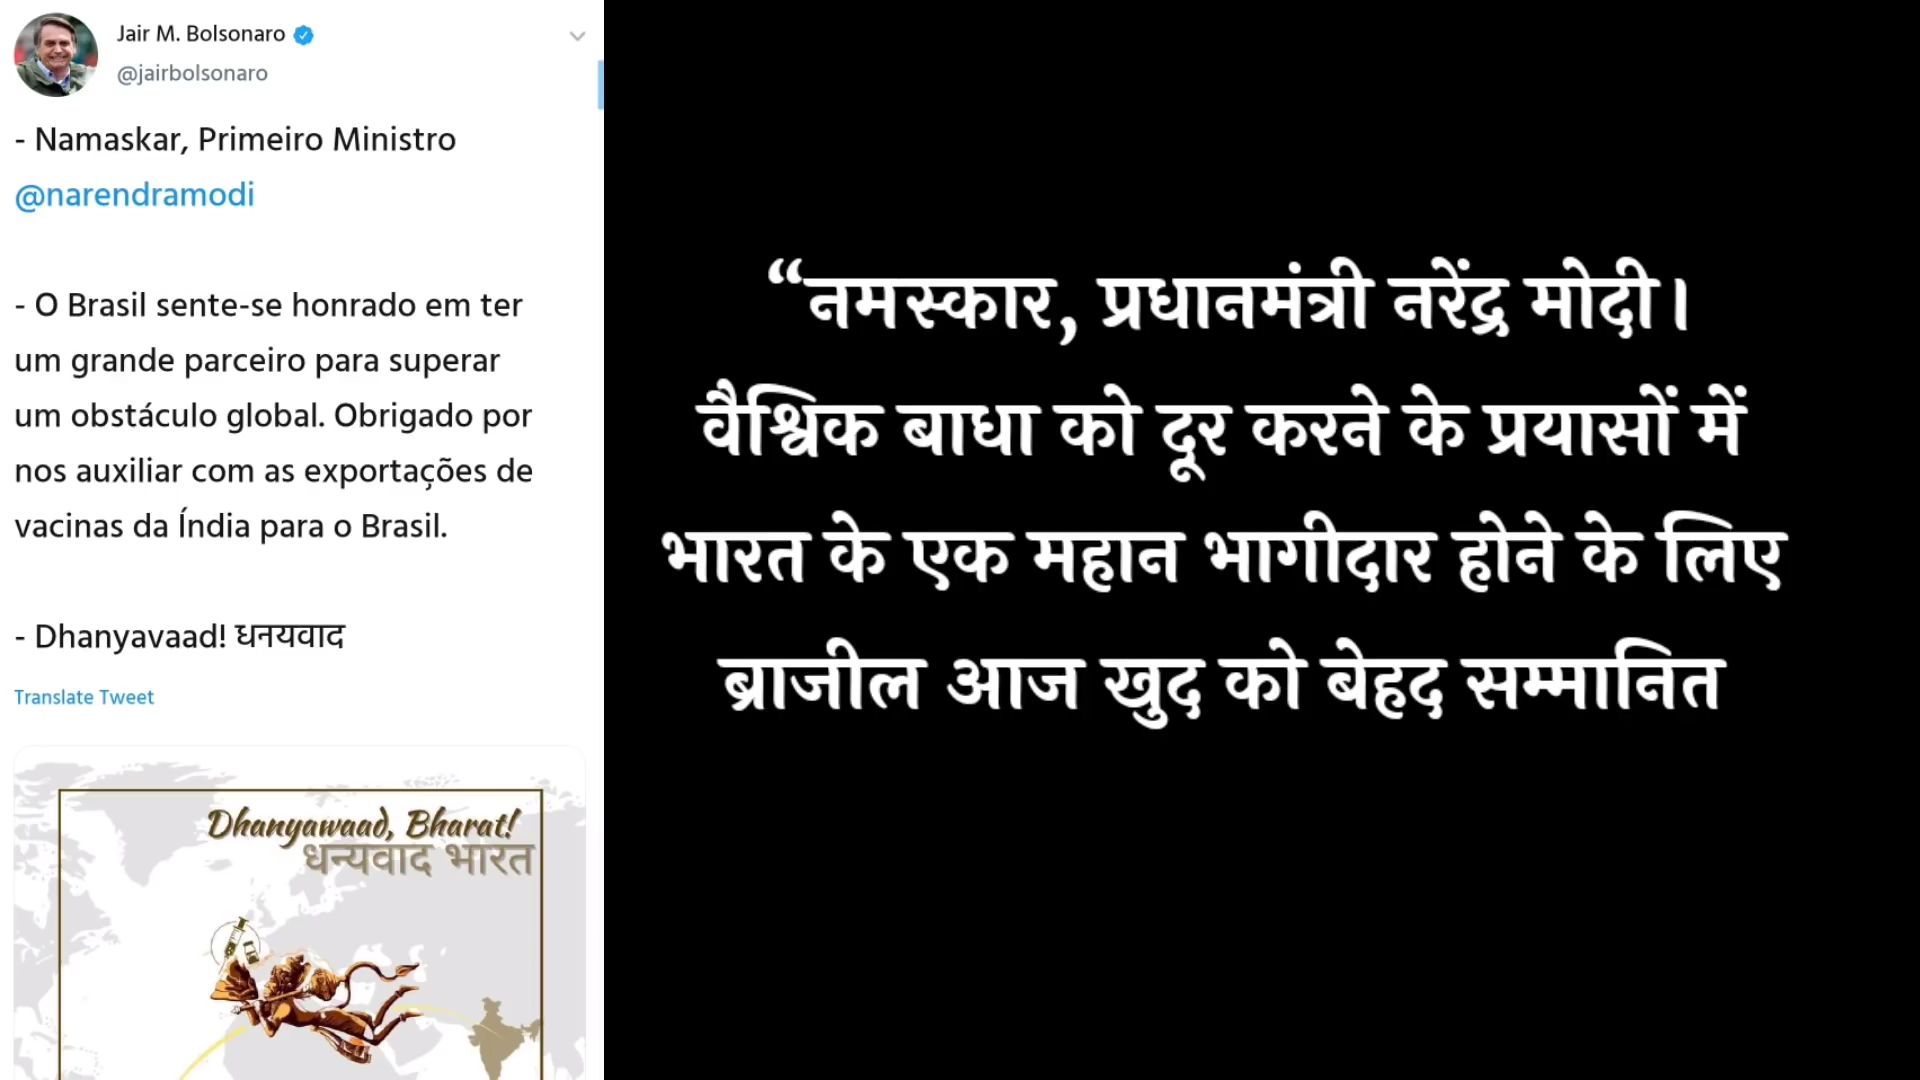 Jair M. Bolsonaro
@jairbolsonaro
- Namaskar, Primeiro Ministro
@narendramodi
- O Brasil sente-se honrado em ter
um grande parceiro para superar
um obstáculo global. Obrigado por
nos auxiliar com as exportações de
vacinas da Índia para o Brasil.
- Dhanyavaad! धनयवाद
Translate Tweet
Dhanyawaad, Bharat!
धन्यवाद भारत
“नमस्कार, प्रधानमंत्री नरेंद्र मोदी।
वैश्विक बाधा को दूर करने के प्रयासों में
भारत के एक महान भागीदार होने के लिए
ब्राजील आज खुद को बेहद सम्मानित